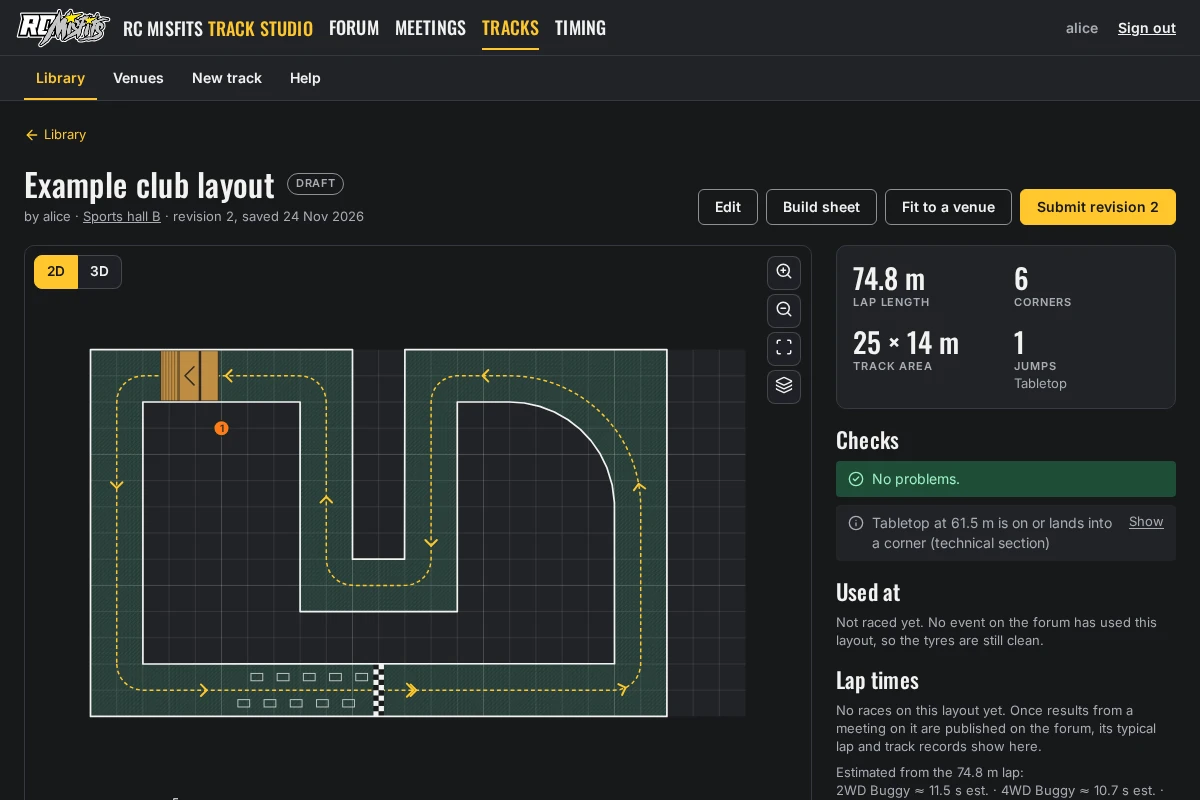 RC Misfits
RC MISFITS TRACK STUDIO FORUM MEETINGS TRACKS TIMING
alice Sign out
Library Venues New track Help
← Library
Example club layout DRAFT
by alice · Sports hall B · revision 2, saved 24 Nov 2026
Edit Build sheet Fit to a venue Submit revision 2
2D 3D
1
74.8 m
LAP LENGTH
6
CORNERS
25 × 14 m
TRACK AREA
1
JUMPS
Tabletop
Checks
No problems.
Tabletop at 61.5 m is on or lands into
a corner (technical section)
Show
Used at
Not raced yet. No event on the forum has used this
layout, so the tyres are still clean.
Lap times
No races on this layout yet. Once results from a
meeting on it are published on the forum, its typical
lap and track records show here.
Estimated from the 74.8 m lap:
2WD Buggy ≈ 11.5 s est. · 4WD Buggy ≈ 10.7 s est. ·